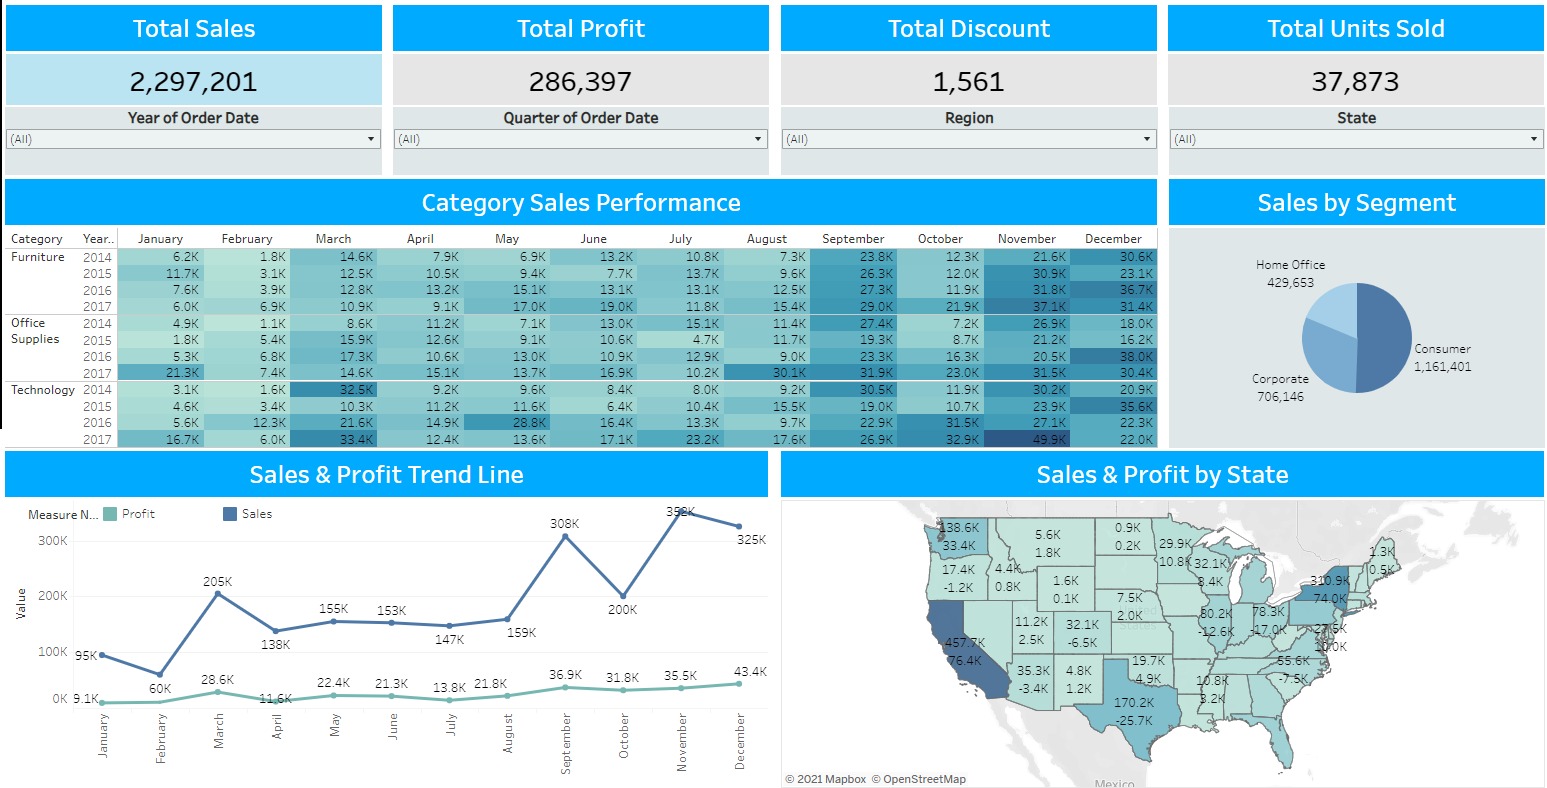 Total Sales
Total Profit
Total Discount
Total Units Sold
2,297,201
286,397
1,561
37,873
Year of Order Date
Quarter of Order Date
Region
State
(All)
(All)
(All)
(All)
Category Sales Performance
Category Year.. January February March April May June July August September October November December
Furniture 2014 6.2K 1.8K 14.6K 7.9K 6.9K 13.2K 10.8K 7.3K 23.8K 12.3K 21.6K 30.6K
2015 11.7K 3.1K 12.5K 10.5K 9.4K 7.7K 13.7K 9.6K 26.3K 12.0K 30.9K 23.1K
2016 7.6K 3.9K 12.8K 13.2K 15.1K 13.1K 13.1K 12.5K 27.3K 11.9K 31.8K 36.7K
2017 6.0K 6.9K 10.9K 9.1K 17.0K 19.0K 11.8K 15.4K 29.0K 21.9K 37.1K 31.4K
Office 2014 4.9K 1.1K 8.6K 11.2K 7.1K 13.0K 15.1K 11.4K 27.4K 7.2K 26.9K 18.0K
Supplies 2015 1.8K 5.4K 15.9K 12.6K 9.1K 10.6K 4.7K 11.7K 19.3K 8.7K 21.2K 16.2K
2016 5.3K 6.8K 17.3K 10.6K 13.0K 10.9K 12.9K 9.0K 23.3K 16.3K 20.5K 38.0K
2017 21.3K 7.4K 14.6K 15.1K 13.7K 16.9K 10.2K 30.1K 31.9K 23.0K 31.5K 30.4K
Technology 2014 3.1K 1.6K 32.5K 9.2K 9.6K 8.4K 8.0K 9.2K 30.5K 11.9K 30.2K 20.9K
2015 4.6K 3.4K 10.3K 11.2K 11.6K 6.4K 10.4K 15.5K 19.0K 10.7K 23.9K 35.6K
2016 5.6K 12.3K 21.6K 14.9K 28.8K 16.4K 13.3K 9.7K 22.9K 31.5K 27.1K 22.3K
2017 16.7K 6.0K 33.4K 12.4K 13.6K 17.1K 23.2K 17.6K 26.9K 32.9K 49.9K 22.0K
Sales by Segment
Home Office
429,653
Consumer
1,161,401
Corporate
706,146
Sales & Profit Trend Line
Measure N... Profit Sales
Value
300K
200K
100K
0K
95K
60K
205K
138K
155K
153K
147K
159K
308K
200K
352K
325K
9.1K
28.6K
11.6K
22.4K
21.3K
13.8K
21.8K
36.9K
31.8K
35.5K
43.4K
January
February
March
April
May
June
July
August
September
October
November
December
Sales & Profit by State
138.6K
33.4K
5.6K
1.8K
0.9K
0.2K
29.9K
10.8K
32.1K
8.4K
1.3K
0.5K
17.4K
-1.2K
4.4K
0.8K
1.6K
0.1K
310.9K
74.0K
7.5K
2.0K
457.7K
76.4K
11.2K
2.5K
32.1K
-6.5K
80.2K
-12.6K
78.3K
-17.0K
27.5K
10.0K
35.3K
-3.4K
4.8K
1.2K
19.7K
4.9K
10.8K
3.2K
55.6K
-7.5K
170.2K
-25.7K
Mexico
© 2021 Mapbox © OpenStreetMap